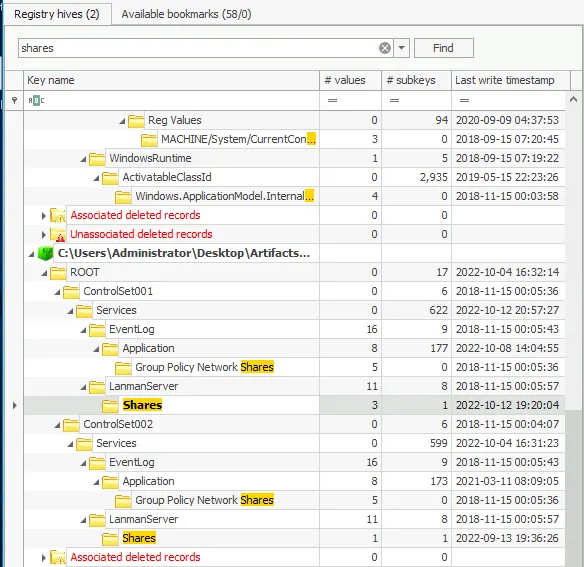 Registry hives (2) Available bookmarks (58/0)
shares Find
Key name # values # subkeys Last write timestamp
ABC = = =
Reg Values 0 94 2020-09-09 04:37:53
MACHINE/System/CurrentCon... 3 0 2018-09-15 07:20:45
WindowsRuntime 1 5 2018-09-15 07:19:22
ActivatableClassId 0 2,935 2019-05-15 22:23:26
Windows.ApplicationModel.Internal... 4 0 2018-11-15 00:03:58
Associated deleted records 0 0
Unassociated deleted records 0 0
C:\Users\Administrator\Desktop\Artifacts...
ROOT 0 17 2022-10-04 16:32:14
ControlSet001 0 6 2018-11-15 00:05:36
Services 0 622 2022-10-12 20:57:27
EventLog 16 9 2018-11-15 00:05:43
Application 8 177 2022-10-08 14:04:55
Group Policy Network Shares 5 0 2018-11-15 00:05:36
LanmanServer 11 8 2018-11-15 00:05:57
Shares 3 1 2022-10-12 19:20:04
ControlSet002 0 6 2018-11-15 00:04:07
Services 0 599 2022-10-04 16:31:23
EventLog 16 9 2018-11-15 00:05:43
Application 8 173 2021-03-11 08:09:05
Group Policy Network Shares 5 0 2018-11-15 00:05:36
LanmanServer 11 8 2018-11-15 00:05:57
Shares 1 1 2022-09-13 19:36:26
Associated deleted records 0 0